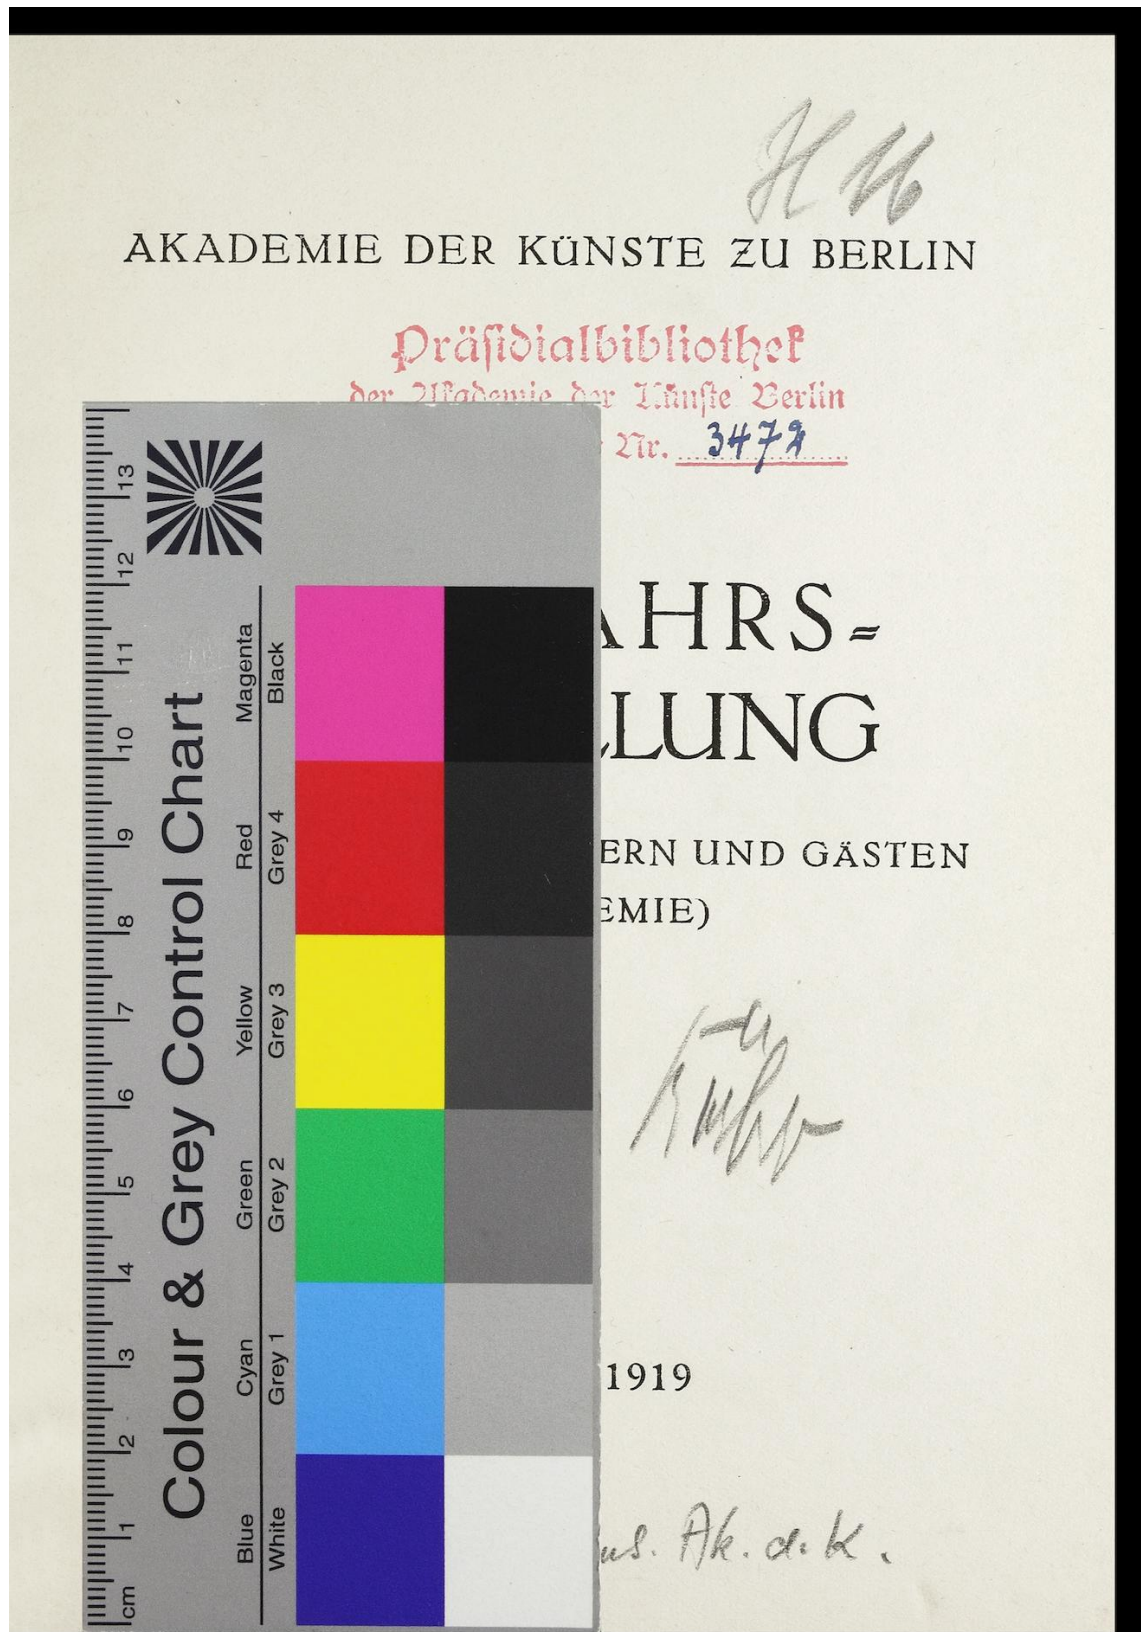 AKADEMIE DER KÜNSTE ZU BERLIN
Präsidialbibliothek
der Akademie der Künste Berlin
Nr. 3472
AHRS=
LLUNG
ERN UND GÄSTEN
EMIE)
1919
Ak. d. K.
Colour & Grey Control Chart
Magenta
Red
Yellow
Green
Cyan
Blue
Black
Grey 4
Grey 3
Grey 2
Grey 1
White
13
12
11
10
9
8
7
6
5
4
3
2
1
cm